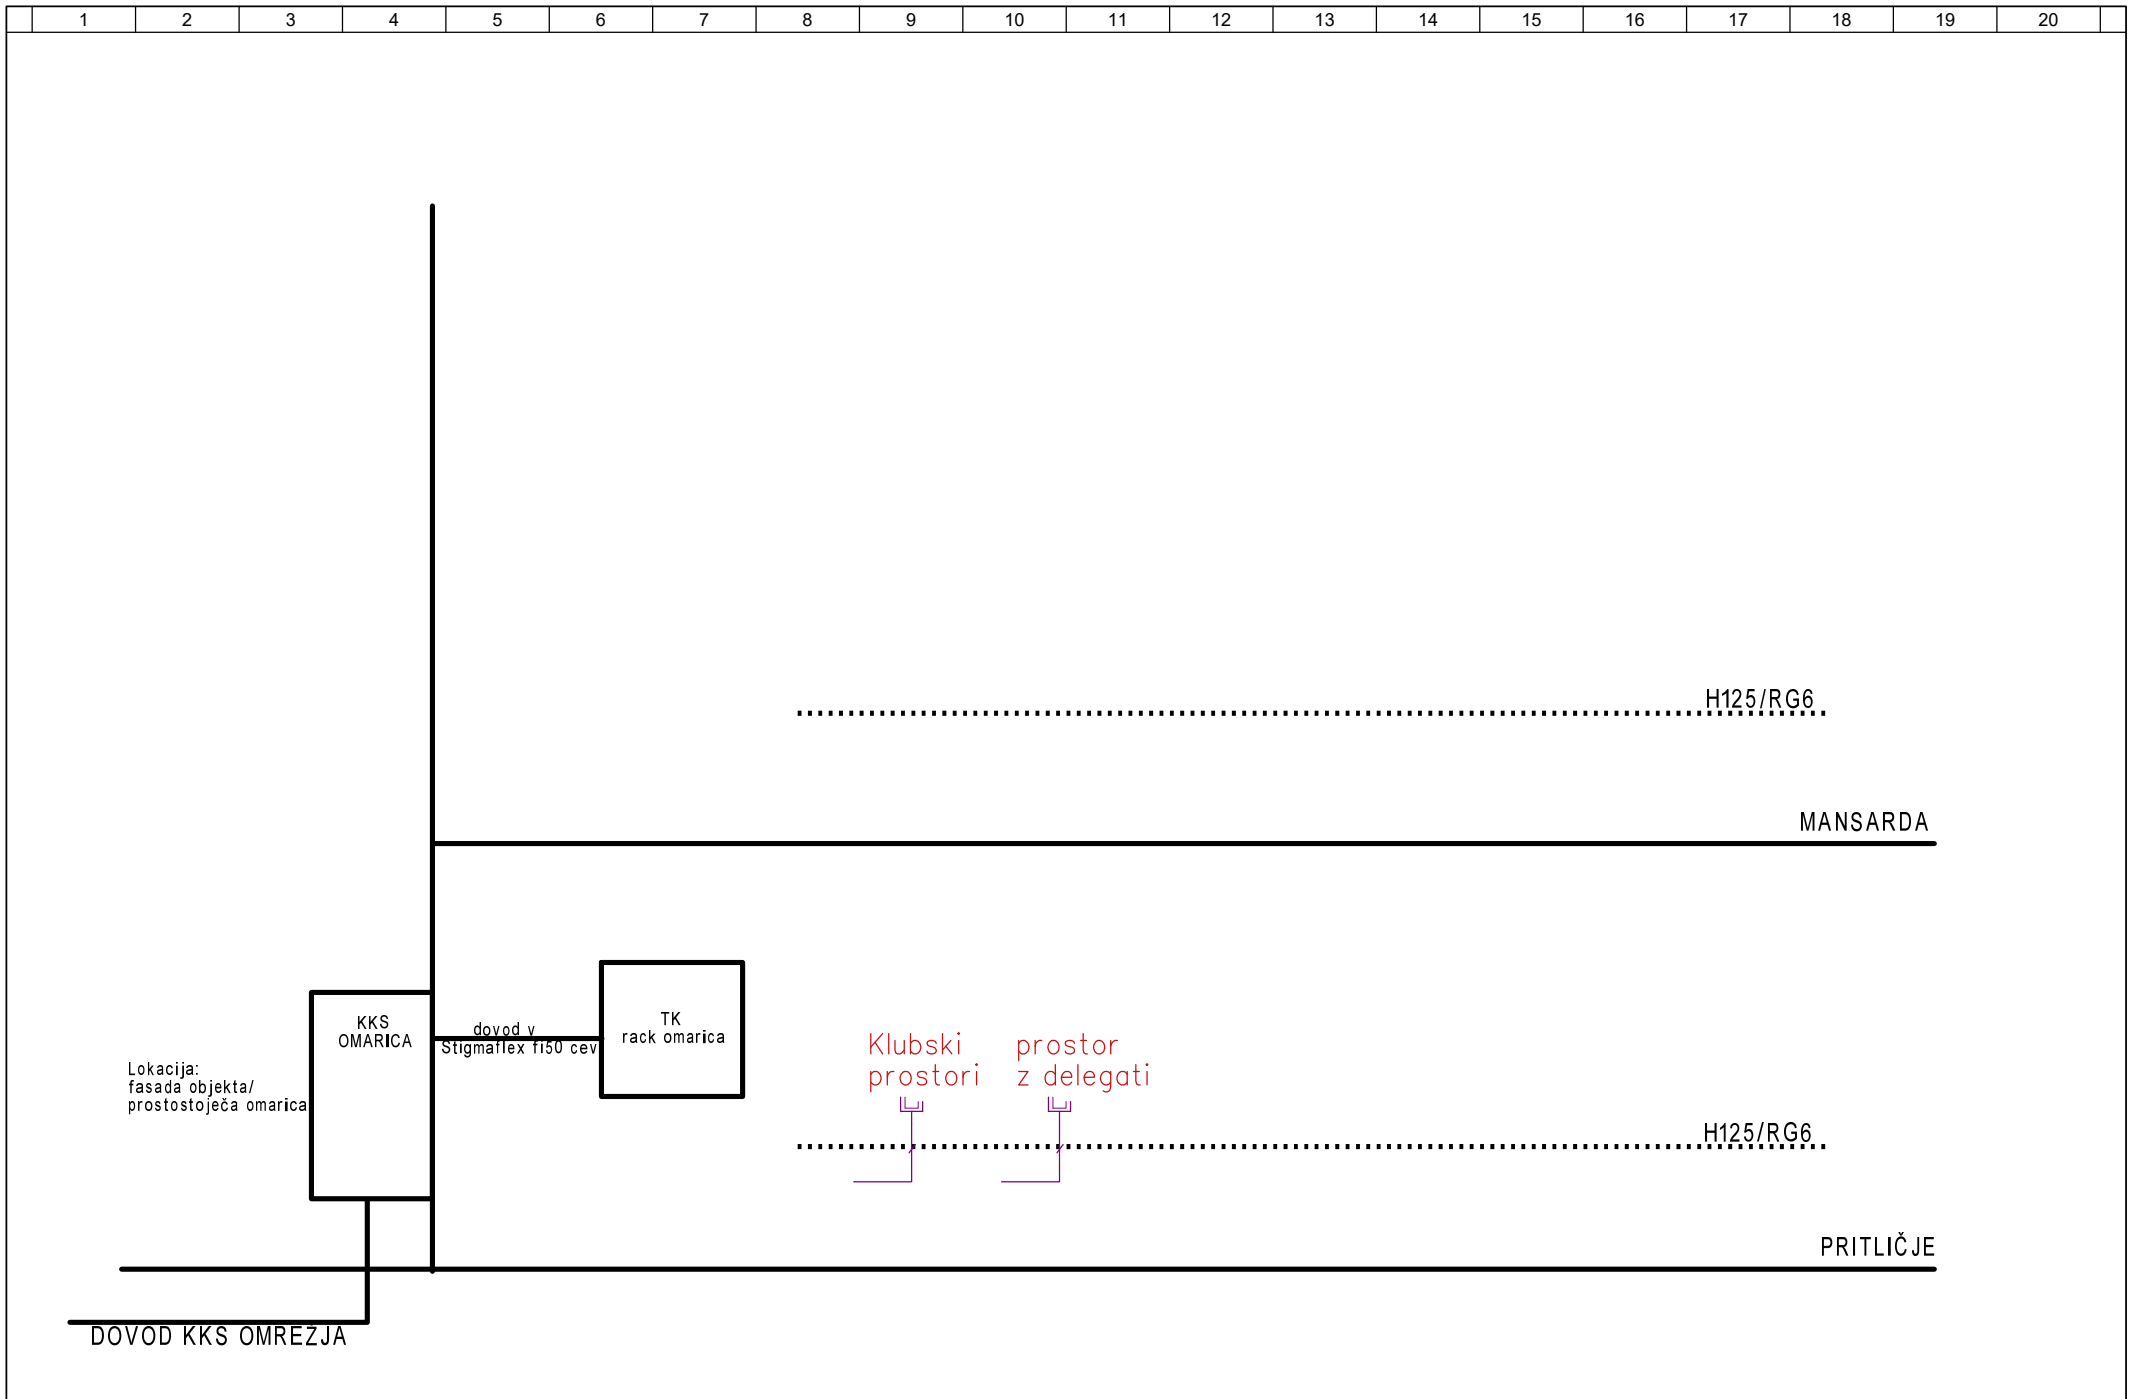 1 2 3 4 5 6 7 8 9 10 11 12 13 14 15 16 17 18 19 20
H125/RG6
MANSARDA
KKS
OMARICA
dovod v
Stigmaflex fi50 cev
TK
rack omarica
Lokacija:
fasada objekta/
prostostoječa omarica
Klubski
prostori
prostor
z delegati
H125/RG6
PRITLIČJE
DOVOD KKS OMREŽJA